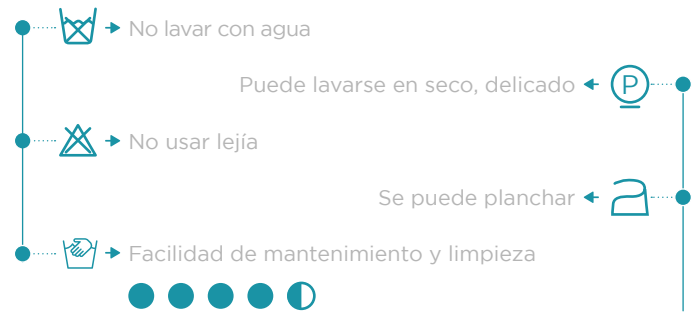 No lavar con agua
Puede lavarse en seco, delicado
P
No usar lejía
Se puede planchar
Facilidad de mantenimiento y limpieza